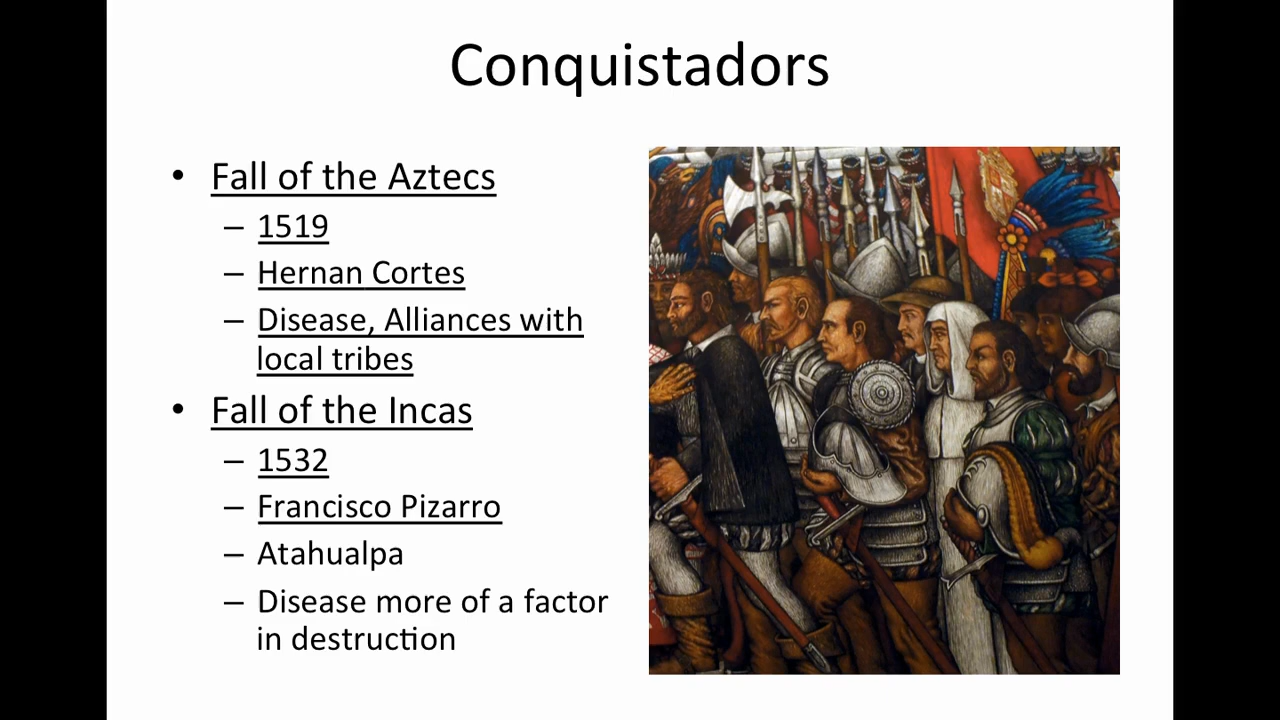 Conquistadors
• Fall of the Aztecs
– 1519
– Hernan Cortes
– Disease, Alliances with
local tribes
• Fall of the Incas
– 1532
– Francisco Pizarro
– Atahualpa
– Disease more of a factor
in destruction